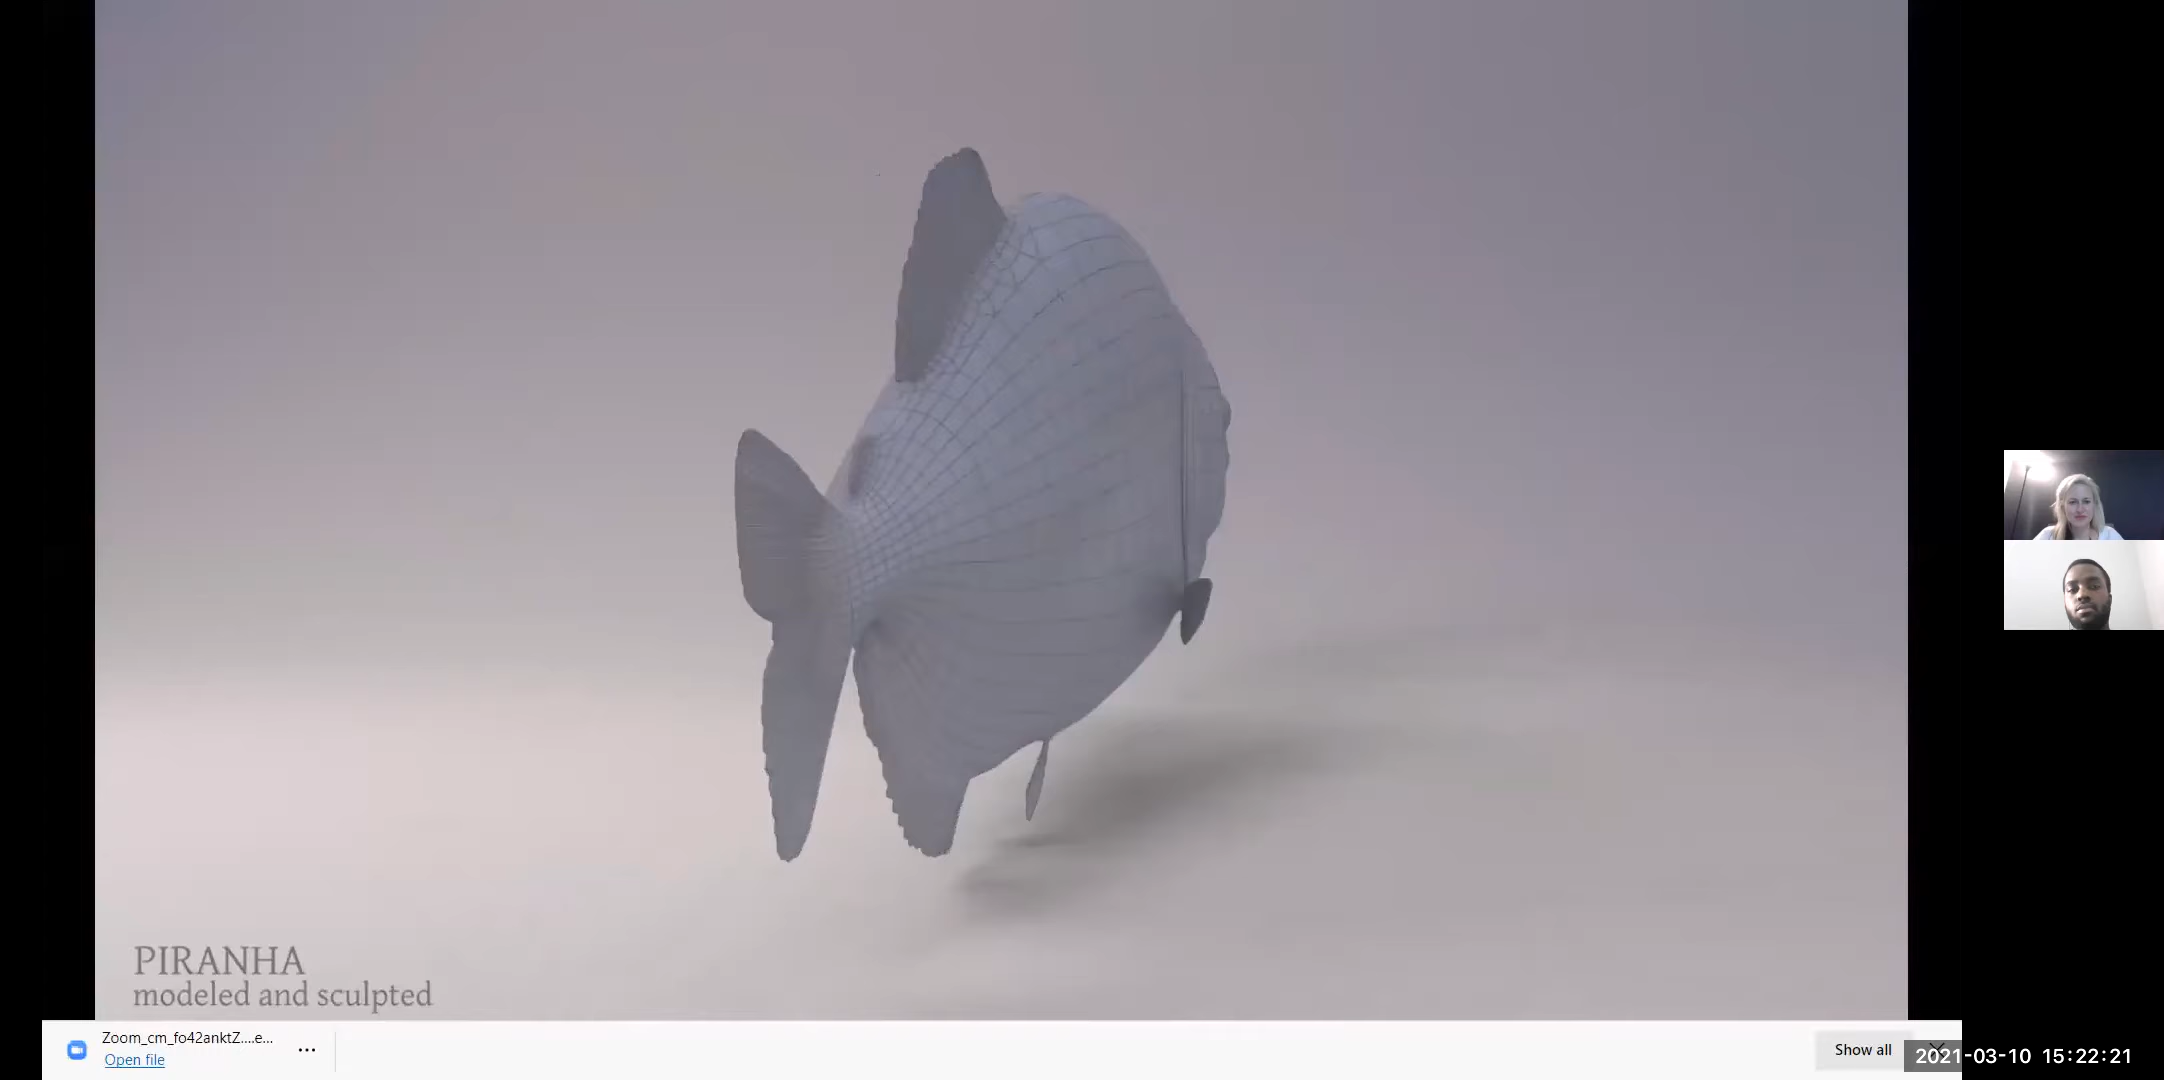 PIRANHA
modeled and sculpted
Zoom_cm_fo42anktZ....e...
Open file
Show all
2021-03-10 15:22:21